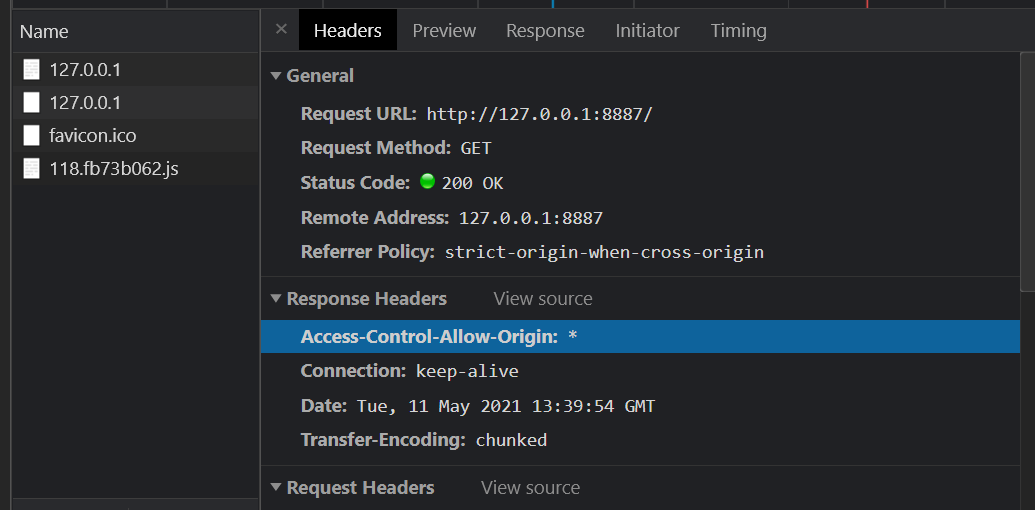 Name
127.0.0.1
127.0.0.1
favicon.ico
118.fb73b062.js
× Headers Preview Response Initiator Timing
General
Request URL: http://127.0.0.1:8887/
Request Method: GET
Status Code: 200 OK
Remote Address: 127.0.0.1:8887
Referrer Policy: strict-origin-when-cross-origin
Response Headers View source
Access-Control-Allow-Origin: *
Connection: keep-alive
Date: Tue, 11 May 2021 13:39:54 GMT
Transfer-Encoding: chunked
Request Headers View source